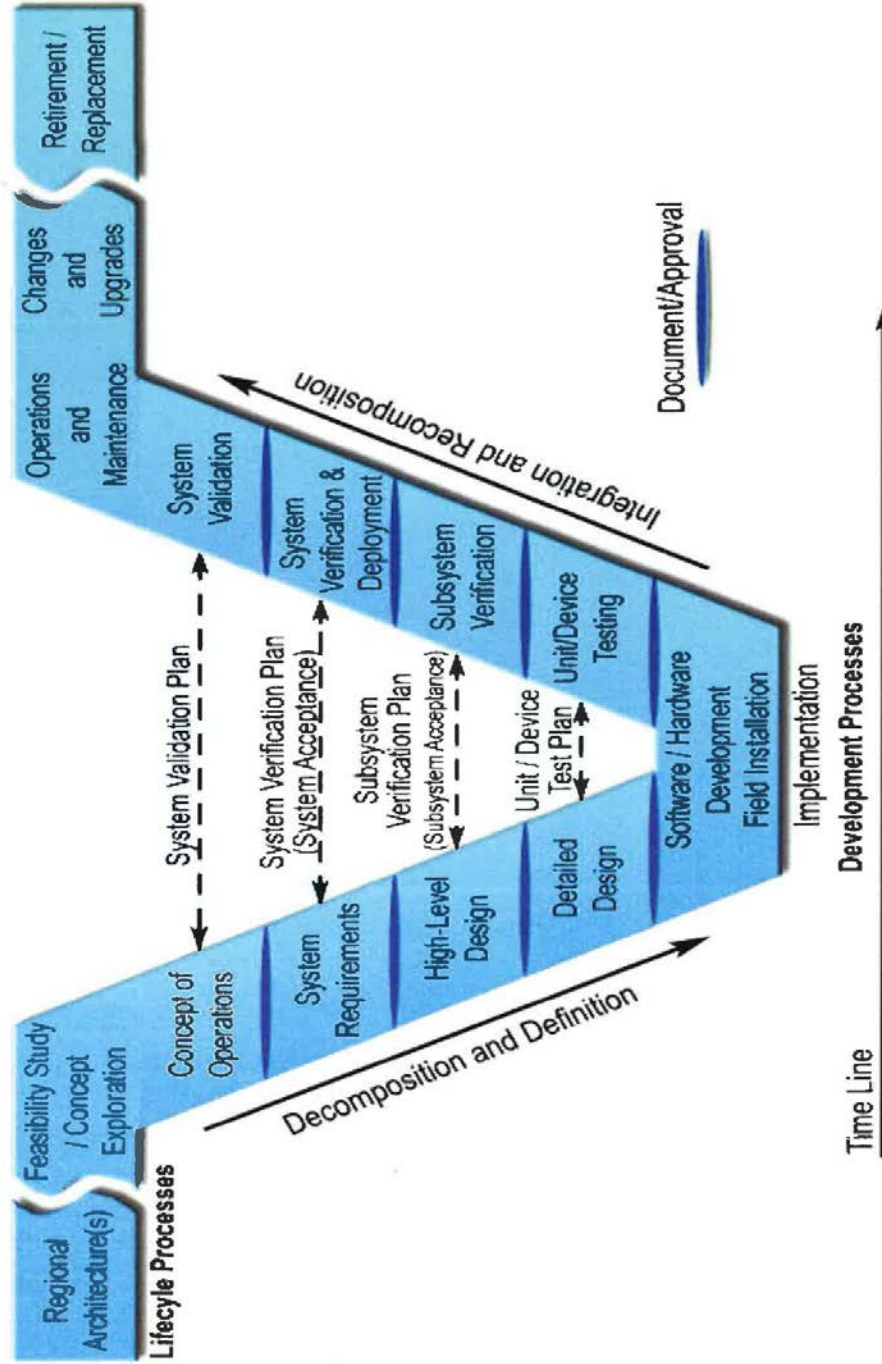 Regional
Architecture(s)
Feasibility Study
/ Concept
Exploration
Operations
and
Maintenance
Changes
and
Upgrades
Retirement /
Replacement
Lifecyle Processes
Concept of
Operations
System Validation Plan
System
Validation
System
Requirements
System Verification Plan
(System Acceptance)
System
Verification &
Deployment
High-Level
Design
Subsystem
Verification Plan
(Subsystem Acceptance)
Subsystem
Verification
Detailed
Design
Unit / Device
Test Plan
Unit/Device
Testing
Software / Hardware
Development
Field Installation
Decomposition and Definition
Integration and Recomposition
Document/Approval
Implementation
Time Line
Development Processes